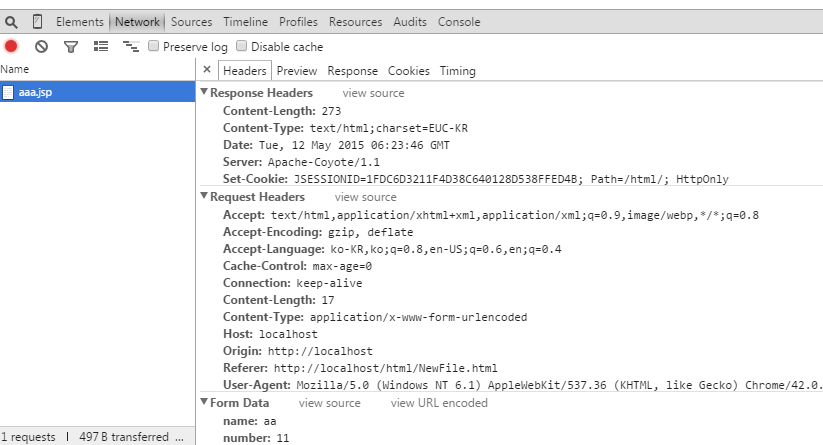 Elements Network Sources Timeline Profiles Resources Audits Console
Preserve log Disable cache
Name × Headers Preview Response Cookies Timing
aaa.jsp
Response Headers view source
Content-Length: 273
Content-Type: text/html;charset=EUC-KR
Date: Tue, 12 May 2015 06:23:46 GMT
Server: Apache-Coyote/1.1
Set-Cookie: JSESSIONID=1FDC6D3211F4D38C640128D538FFED4B; Path=/html/; HttpOnly
Request Headers view source
Accept: text/html,application/xhtml+xml,application/xml;q=0.9,image/webp,*/*;q=0.8
Accept-Encoding: gzip, deflate
Accept-Language: ko-KR,ko;q=0.8,en-US;q=0.6,en;q=0.4
Cache-Control: max-age=0
Connection: keep-alive
Content-Length: 17
Content-Type: application/x-www-form-urlencoded
Host: localhost
Origin: http://localhost
Referer: http://localhost/html/NewFile.html
User-Agent: Mozilla/5.0 (Windows NT 6.1) AppleWebKit/537.36 (KHTML, like Gecko) Chrome/42.0.
Form Data view source view URL encoded
name: aa
number: 11
1 requests | 497 B transferred ...